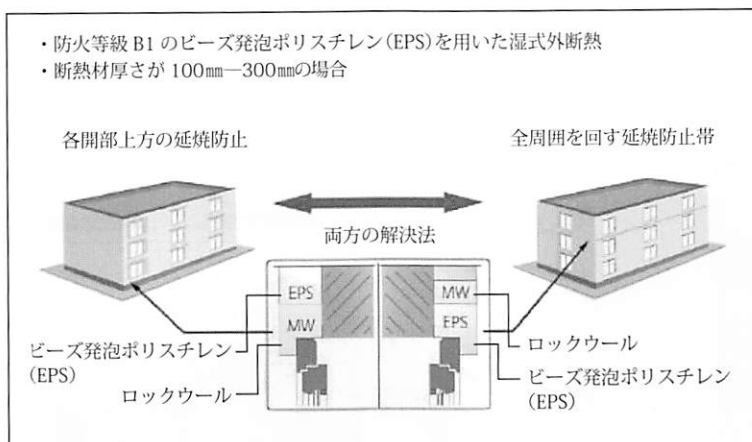 ・防火等級 B1 のビーズ発泡ポリスチレン(EPS)を用いた湿式外断熱
・断熱材厚さが 100㎜—300㎜の場合
各開部上方の延焼防止
全周囲を回す延焼防止帯
両方の解決法
EPS
MW
MW
EPS
ビーズ発泡ポリスチレン
(EPS)
ロックウール
ロックウール
ビーズ発泡ポリスチレン
(EPS)